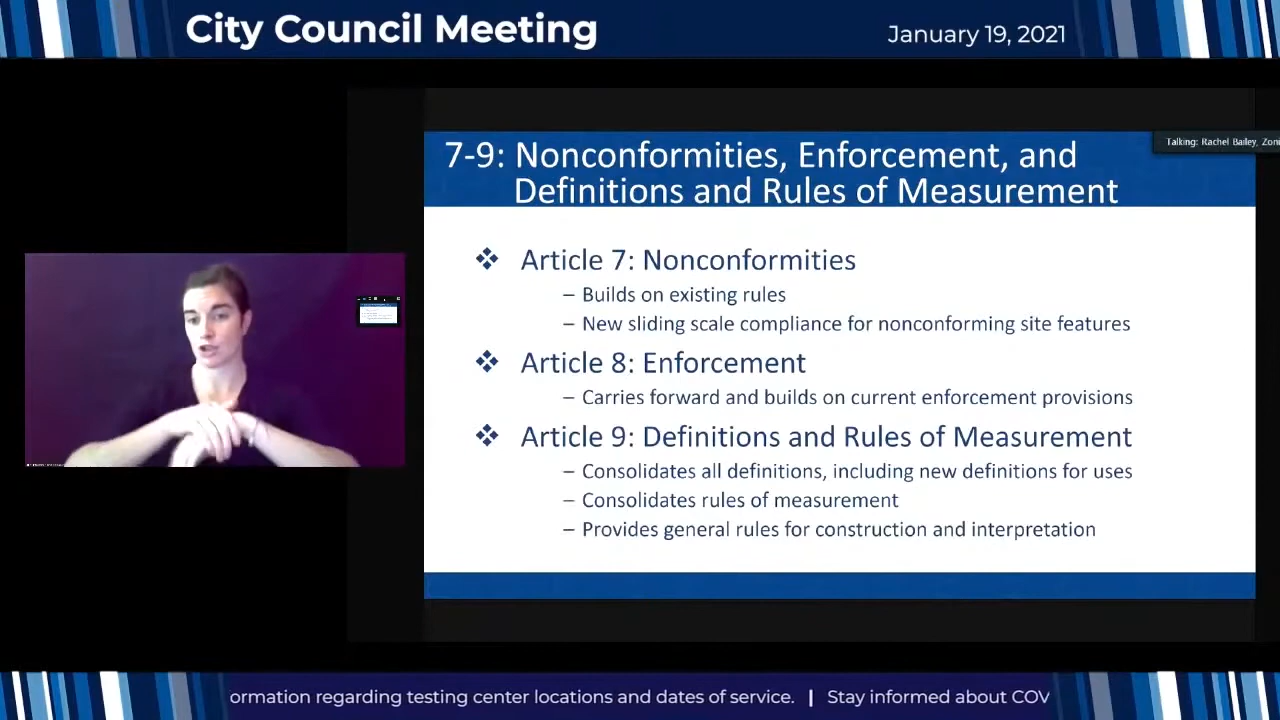 City Council Meeting
January 19, 2021
Talking: Rachel Bailey, Zoni
7-9: Nonconformities, Enforcement, and
Definitions and Rules of Measurement
❖ Article 7: Nonconformities
– Builds on existing rules
– New sliding scale compliance for nonconforming site features
❖ Article 8: Enforcement
– Carries forward and builds on current enforcement provisions
❖ Article 9: Definitions and Rules of Measurement
– Consolidates all definitions, including new definitions for uses
– Consolidates rules of measurement
– Provides general rules for construction and interpretation
ormation regarding testing center locations and dates of service. | Stay informed about COV